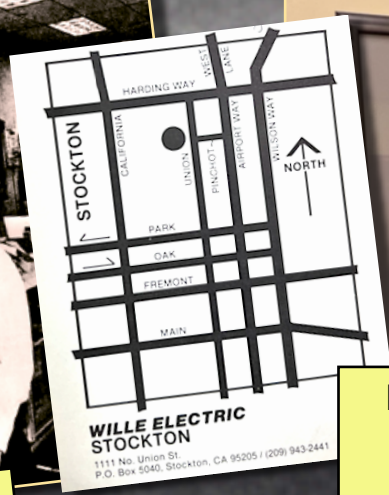 WEST
LANE
HARDING WAY
STOCKTON
CALIFORNIA
UNION
PINCHOT
AIRPORT WAY
WILSON WAY
NORTH
PARK
OAK
FREMONT
MAIN
WILLE ELECTRIC
STOCKTON
1111 No. Union St.
P.O. Box 5040, Stockton, CA 95205 / (209) 943-2441